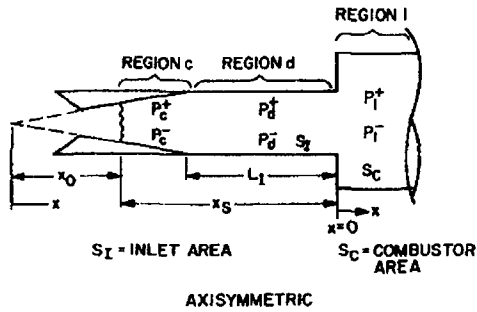 REGION I
REGION c
REGION d
P_c^+
P_d^+
P_I^+
P_c^-
P_d^-
S_I
P_I^-
S_C
x_0
L_I
x
x_S
x
x=0
S_I = INLET AREA
S_C = COMBUSTOR
AREA
AXISYMMETRIC